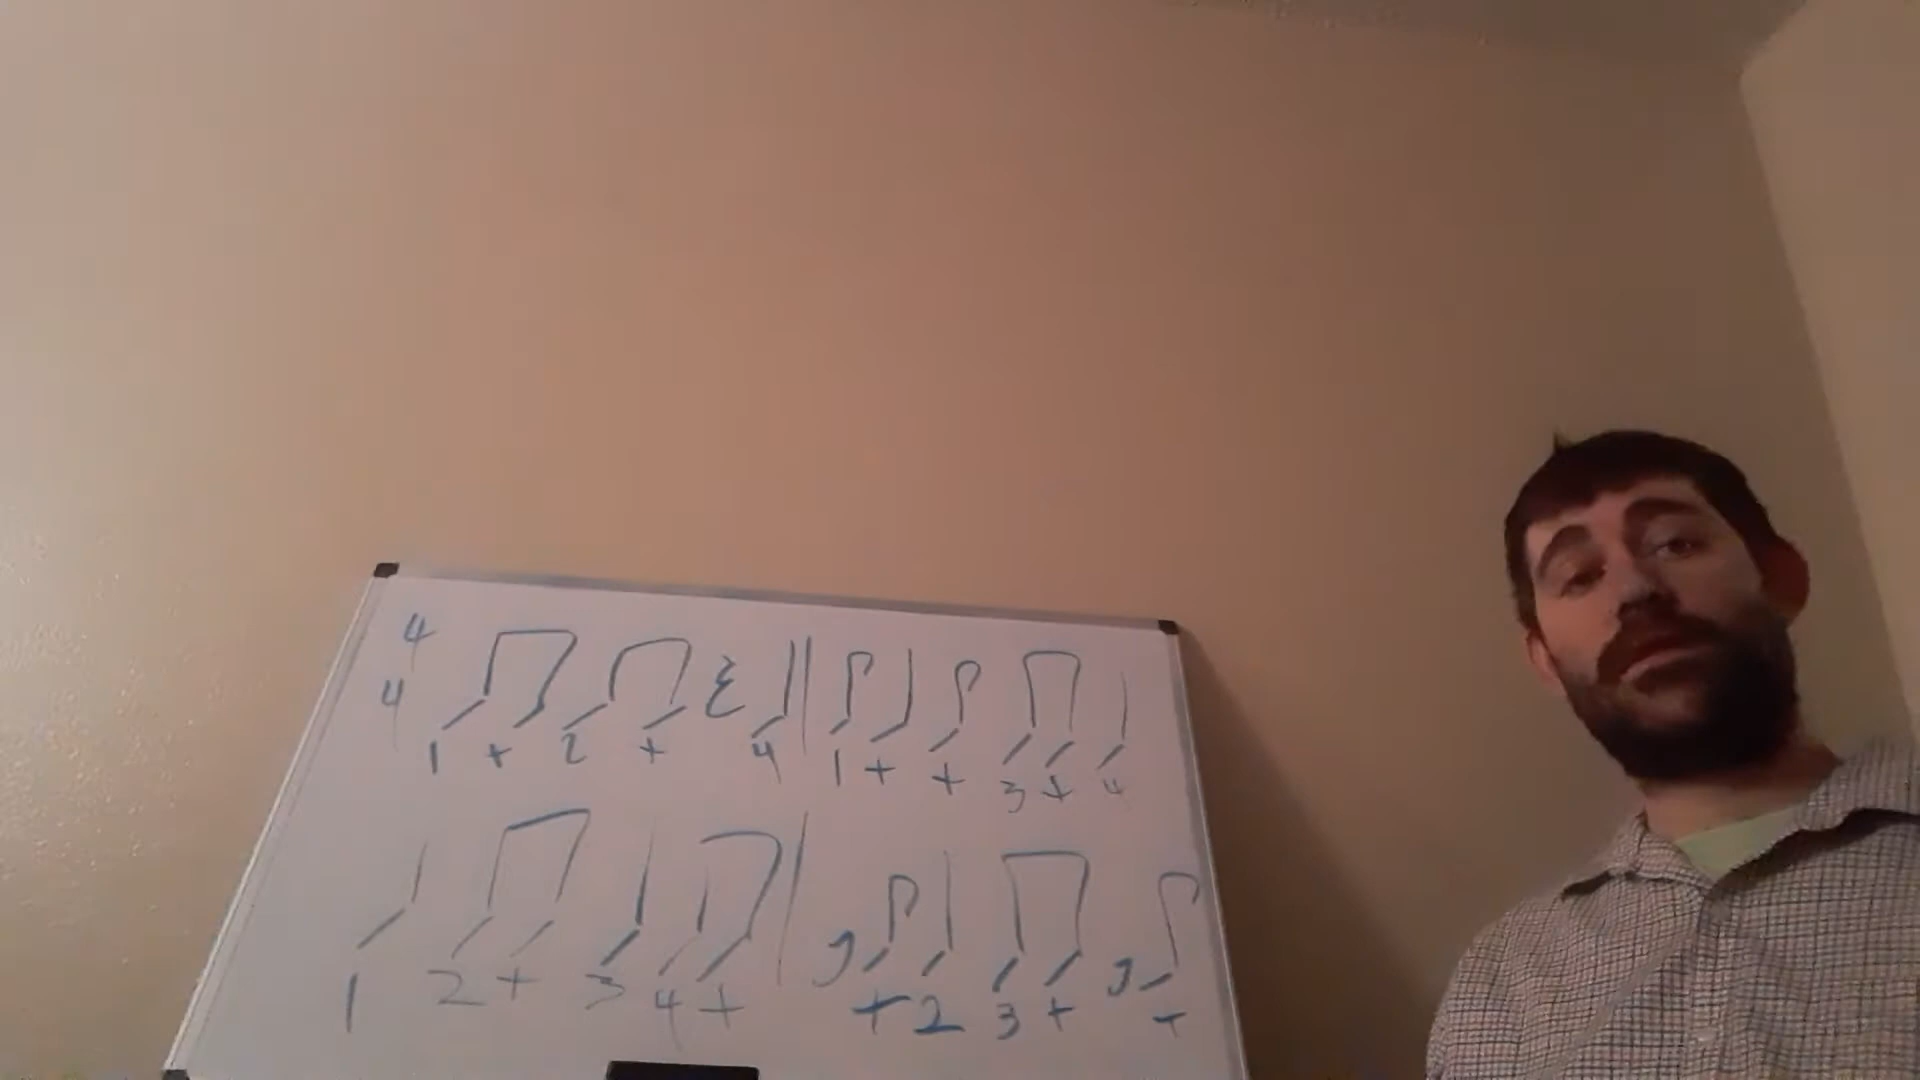 4
4
1 + 2 + 4 1 + + 3 + 4
1 2 + 3 4 + + 2 3 + +